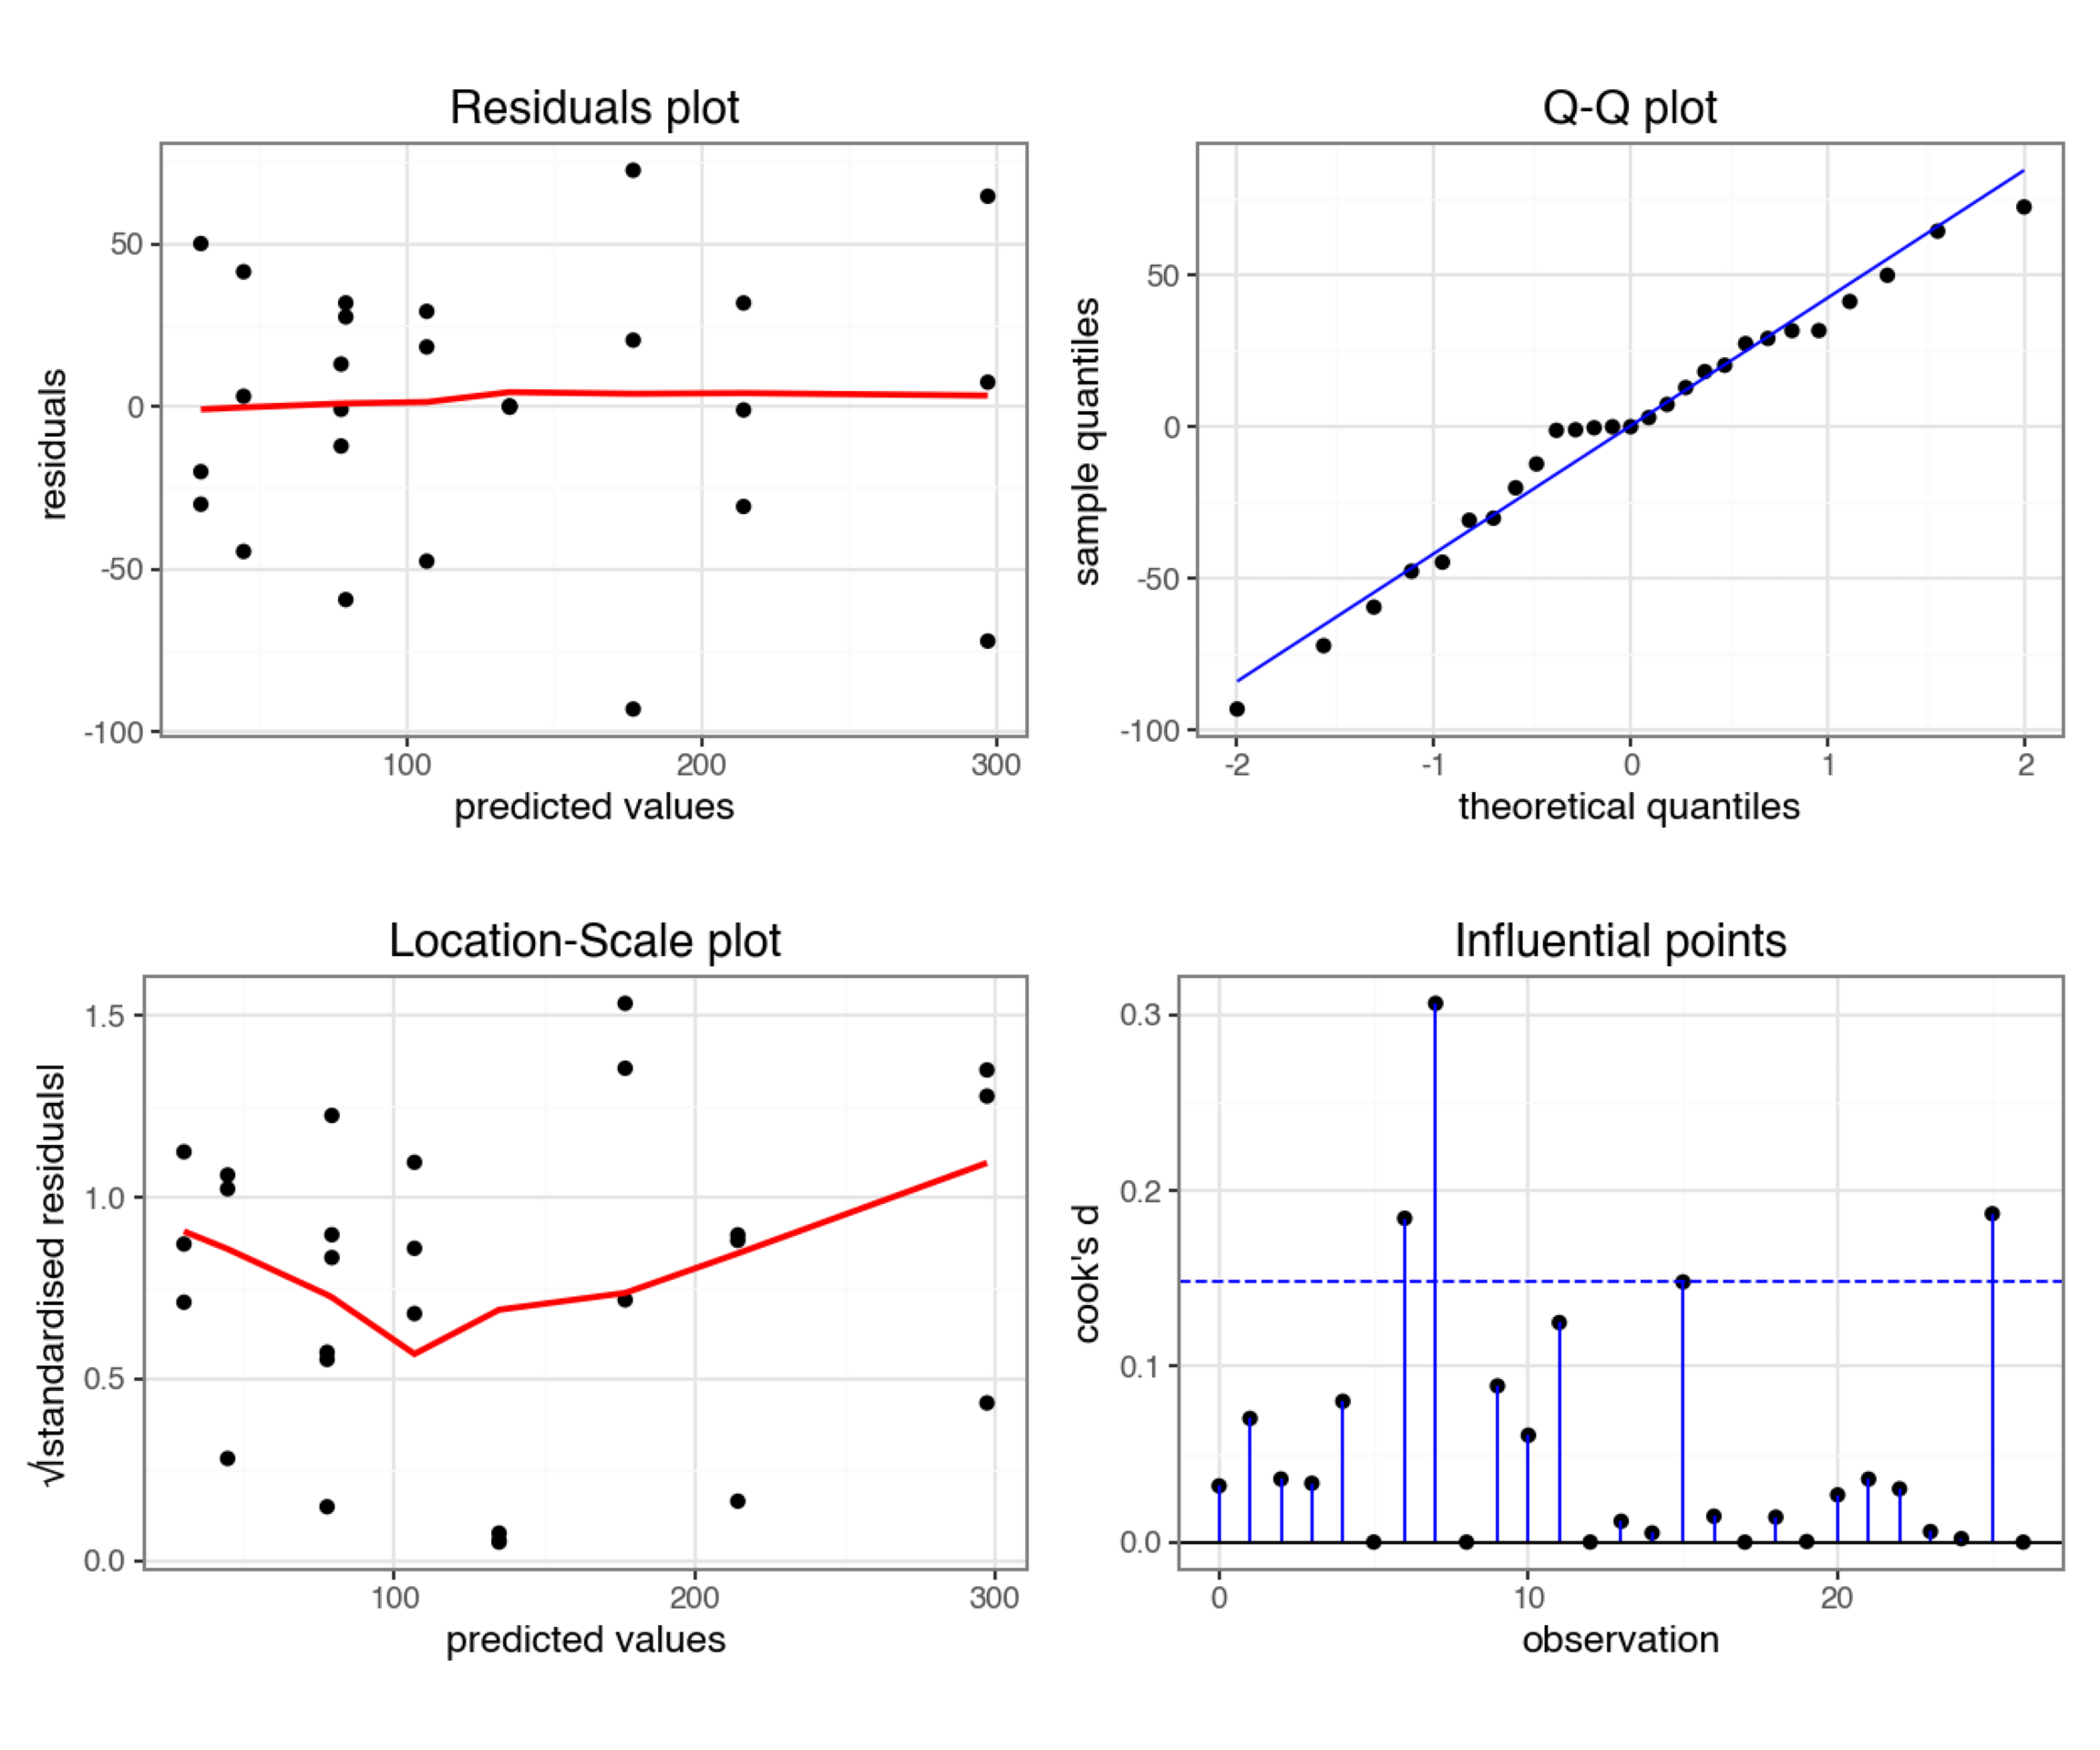 Residuals plot
50
0
-50
-100
residuals
100 200 300
predicted values
Q-Q plot
50
0
-50
-100
sample quantiles
-2 -1 0 1 2
theoretical quantiles
Location-Scale plot
1.5
1.0
0.5
0.0
√|standardised residuals|
100 200 300
predicted values
Influential points
0.3
0.2
0.1
0.0
cook's d
0 10 20
observation